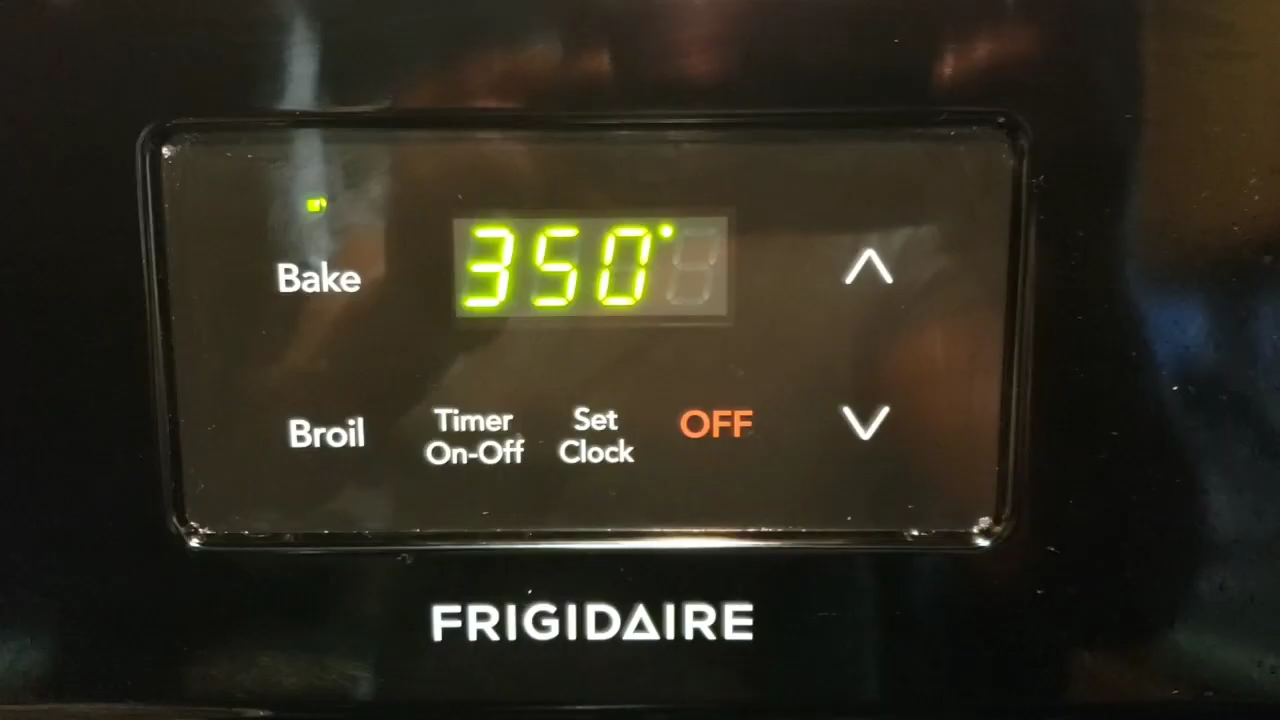 Bake
350°
Broil
Timer
On-Off
Set
Clock
OFF
FRIGIDAIRE